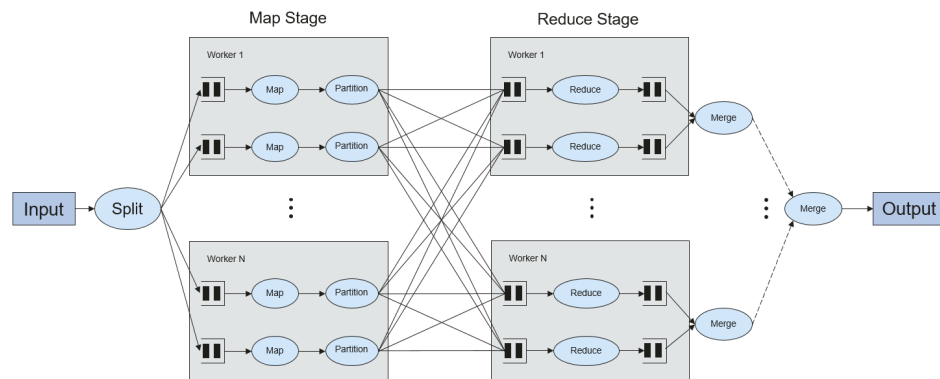 Map Stage
Reduce Stage
Worker 1
Map
Partition
Map
Partition
Worker 1
Reduce
Reduce
Merge
Input
Split
Merge
Output
Worker N
Map
Partition
Map
Partition
Worker N
Reduce
Reduce
Merge